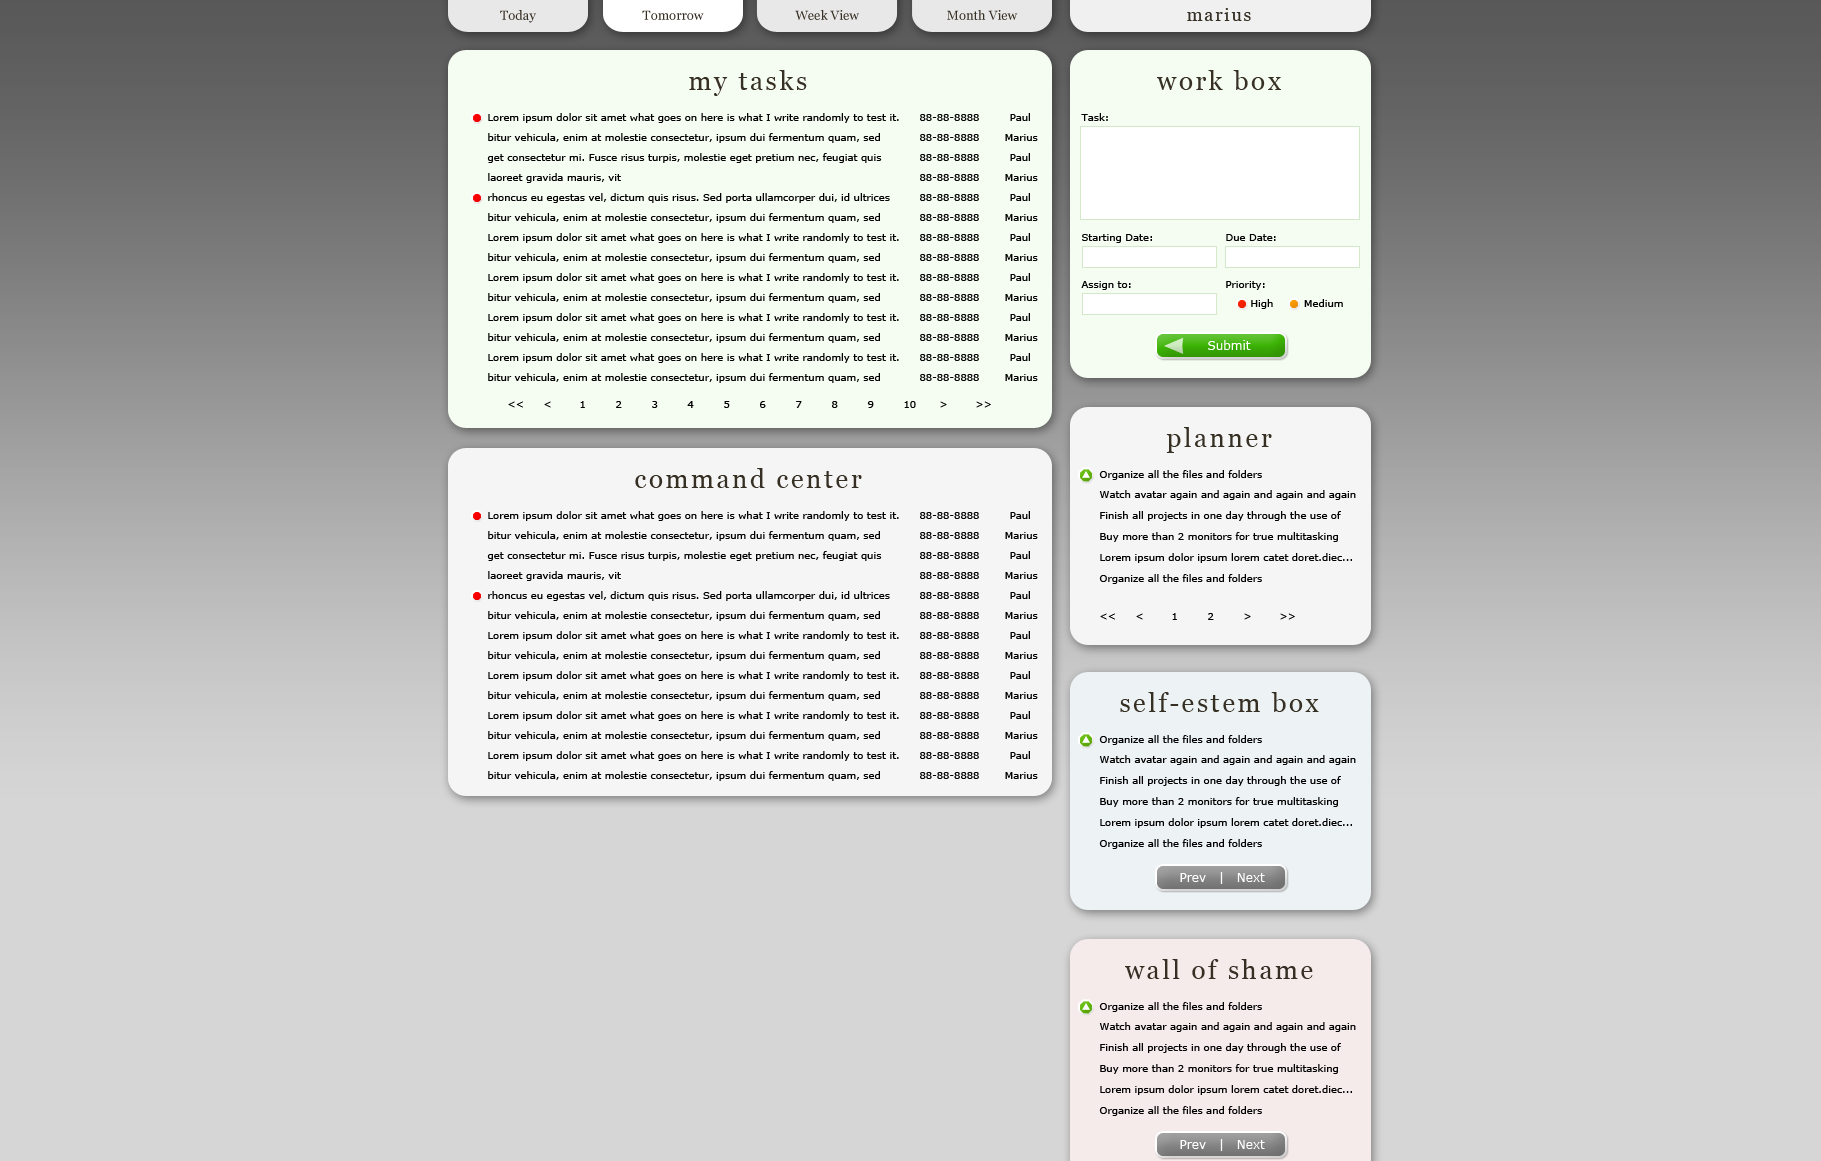 Today Tomorrow Week View Month View marius
my tasks
Lorem ipsum dolor sit amet what goes on here is what I write randomly to test it. 88-88-8888 Paul
bitur vehicula, enim at molestie consectetur, ipsum dui fermentum quam, sed 88-88-8888 Marius
get consectetur mi. Fusce risus turpis, molestie eget pretium nec, feugiat quis 88-88-8888 Paul
laoreet gravida mauris, vit 88-88-8888 Marius
rhoncus eu egestas vel, dictum quis risus. Sed porta ullamcorper dui, id ultrices 88-88-8888 Paul
bitur vehicula, enim at molestie consectetur, ipsum dui fermentum quam, sed 88-88-8888 Marius
Lorem ipsum dolor sit amet what goes on here is what I write randomly to test it. 88-88-8888 Paul
bitur vehicula, enim at molestie consectetur, ipsum dui fermentum quam, sed 88-88-8888 Marius
Lorem ipsum dolor sit amet what goes on here is what I write randomly to test it. 88-88-8888 Paul
bitur vehicula, enim at molestie consectetur, ipsum dui fermentum quam, sed 88-88-8888 Marius
Lorem ipsum dolor sit amet what goes on here is what I write randomly to test it. 88-88-8888 Paul
bitur vehicula, enim at molestie consectetur, ipsum dui fermentum quam, sed 88-88-8888 Marius
Lorem ipsum dolor sit amet what goes on here is what I write randomly to test it. 88-88-8888 Paul
bitur vehicula, enim at molestie consectetur, ipsum dui fermentum quam, sed 88-88-8888 Marius
<< < 1 2 3 4 5 6 7 8 9 10 > >>
command center
Lorem ipsum dolor sit amet what goes on here is what I write randomly to test it. 88-88-8888 Paul
bitur vehicula, enim at molestie consectetur, ipsum dui fermentum quam, sed 88-88-8888 Marius
get consectetur mi. Fusce risus turpis, molestie eget pretium nec, feugiat quis 88-88-8888 Paul
laoreet gravida mauris, vit 88-88-8888 Marius
rhoncus eu egestas vel, dictum quis risus. Sed porta ullamcorper dui, id ultrices 88-88-8888 Paul
bitur vehicula, enim at molestie consectetur, ipsum dui fermentum quam, sed 88-88-8888 Marius
Lorem ipsum dolor sit amet what goes on here is what I write randomly to test it. 88-88-8888 Paul
bitur vehicula, enim at molestie consectetur, ipsum dui fermentum quam, sed 88-88-8888 Marius
Lorem ipsum dolor sit amet what goes on here is what I write randomly to test it. 88-88-8888 Paul
bitur vehicula, enim at molestie consectetur, ipsum dui fermentum quam, sed 88-88-8888 Marius
Lorem ipsum dolor sit amet what goes on here is what I write randomly to test it. 88-88-8888 Paul
bitur vehicula, enim at molestie consectetur, ipsum dui fermentum quam, sed 88-88-8888 Marius
Lorem ipsum dolor sit amet what goes on here is what I write randomly to test it. 88-88-8888 Paul
bitur vehicula, enim at molestie consectetur, ipsum dui fermentum quam, sed 88-88-8888 Marius
work box
Task:
Starting Date: Due Date:
Assign to: Priority:
High Medium
Submit
planner
Organize all the files and folders
Watch avatar again and again and again and again
Finish all projects in one day through the use of
Buy more than 2 monitors for true multitasking
Lorem ipsum dolor ipsum lorem catet doret.diec...
Organize all the files and folders
<< < 1 2 > >>
self-estem box
Organize all the files and folders
Watch avatar again and again and again and again
Finish all projects in one day through the use of
Buy more than 2 monitors for true multitasking
Lorem ipsum dolor ipsum lorem catet doret.diec...
Organize all the files and folders
Prev | Next
wall of shame
Organize all the files and folders
Watch avatar again and again and again and again
Finish all projects in one day through the use of
Buy more than 2 monitors for true multitasking
Lorem ipsum dolor ipsum lorem catet doret.diec...
Organize all the files and folders
Prev | Next